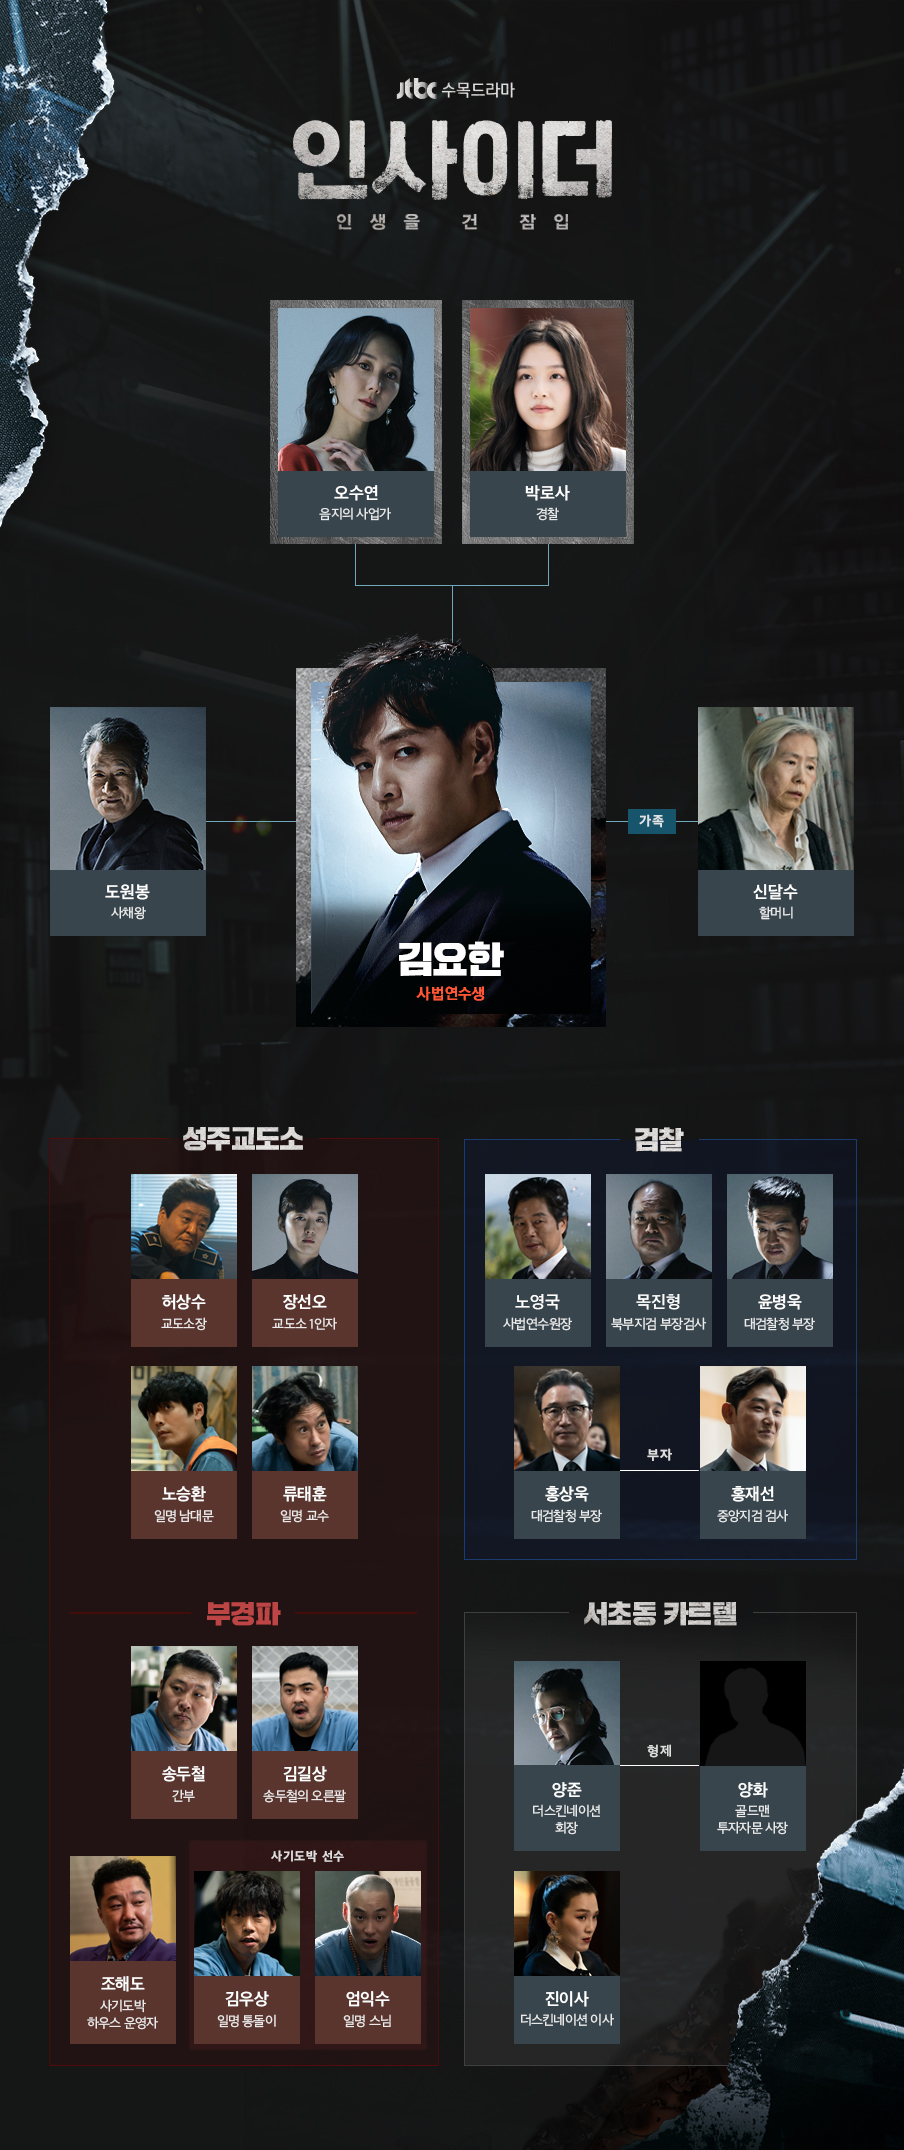 jtbc 수목드라마
인사이더
인생을 건 잠입
오수연
음지의 사업가
박로사
경찰
도원봉
사채왕
김요한
사법연수생
가족
신달수
할머니
성주교도소
허상수
교도소장
장선오
교도소 1인자
노승환
일명 남대문
류태훈
일명 교수
검찰
노영국
사법연수원장
목진형
북부지검 부장검사
윤병욱
대검찰청 부장
홍상욱
대검찰청 부장
부자
홍재선
중앙지검 검사
부경파
송두철
간부
김길상
송두철의 오른팔
조해도
사기도박
하우스 운영자
사기도박 선수
김우상
일명 통돌이
엄익수
일명 스님
서초동 카르텔
양준
더스킨네이션
회장
형제
양화
골드맨
투자자문 사장
진이사
더스킨네이션 이사